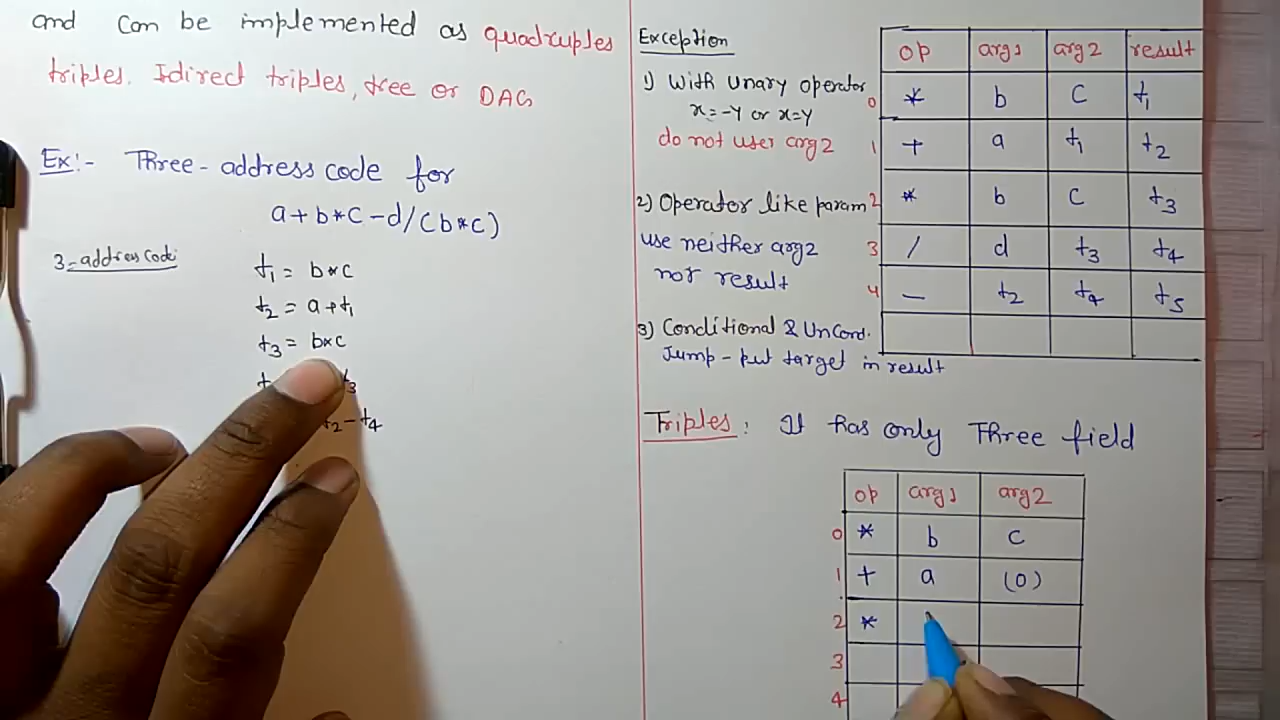 and can be implemented as quadruples
triples. Idirect triples, tree or DAG
Ex:- Three-address code for
a+b*c-d/(b*c)
3-address code
t1 = b*c
t2 = a+t1
t3 = b*c
t t3
t2-t4
Exception
1) With unary operator
x=-y or x=y
do not user arg2
2) Operator like param
use neither arg2
nor result
3) Conditional & UnCond.
Jump-put target in result
op arg1 arg2 result
0 * b c t1
1 + a t1 t2
2 * b c t3
3 / d t3 t4
4 - t2 t4 t5
Triples: It has only Three field
op arg1 arg2
0 * b c
1 + a (0)
2 *
3
4